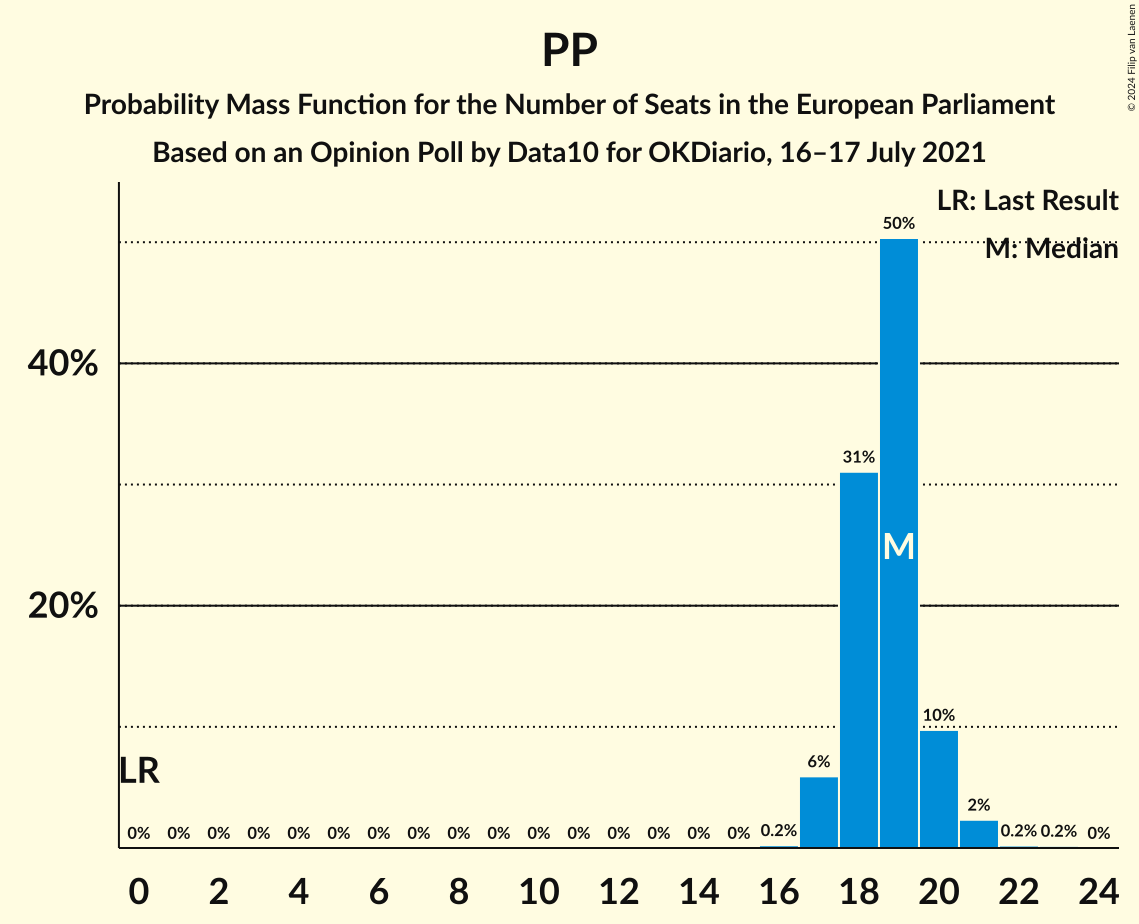 PP
Probability Mass Function for the Number of Seats in the European Parliament
Based on an Opinion Poll by Data10 for OKDiario, 16–17 July 2021
© 2024 Filip van Laenen
LR: Last Result
M: Median
50%
40%
31%
M
20%
10%
LR
6%
2%
0% 0% 0% 0% 0% 0% 0% 0% 0% 0% 0% 0% 0% 0% 0% 0% 0.2% 0.2% 0.2% 0%
0 2 4 6 8 10 12 14 16 18 20 22 24